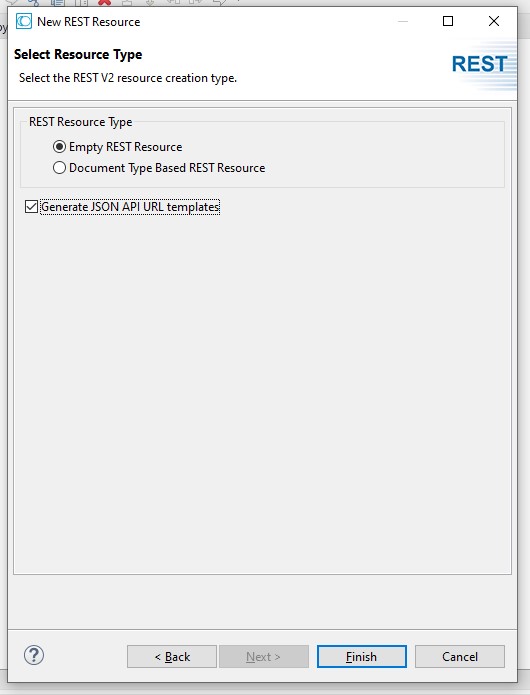 New REST Resource
Select Resource Type
Select the REST V2 resource creation type.
REST
REST Resource Type
Empty REST Resource
Document Type Based REST Resource
Generate JSON API URL templates
?
< Back
Next >
Finish
Cancel